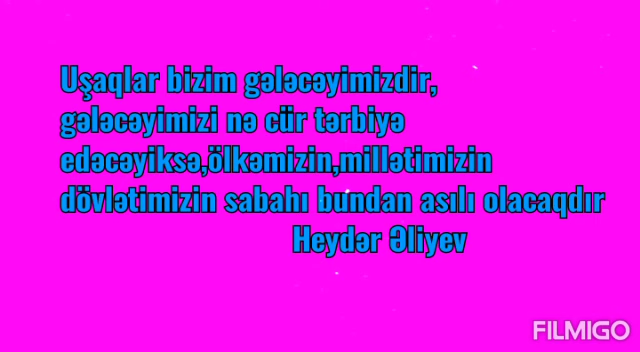 Uşaqlar bizim gələcəyimizdir,
gələcəyimizi nə cür tərbiyə
edəcəyiksə,ölkəmizin,millətimizin
dövlətimizin sabahı bundan asılı olacaqdır
Heydər Əliyev
FILMIGO